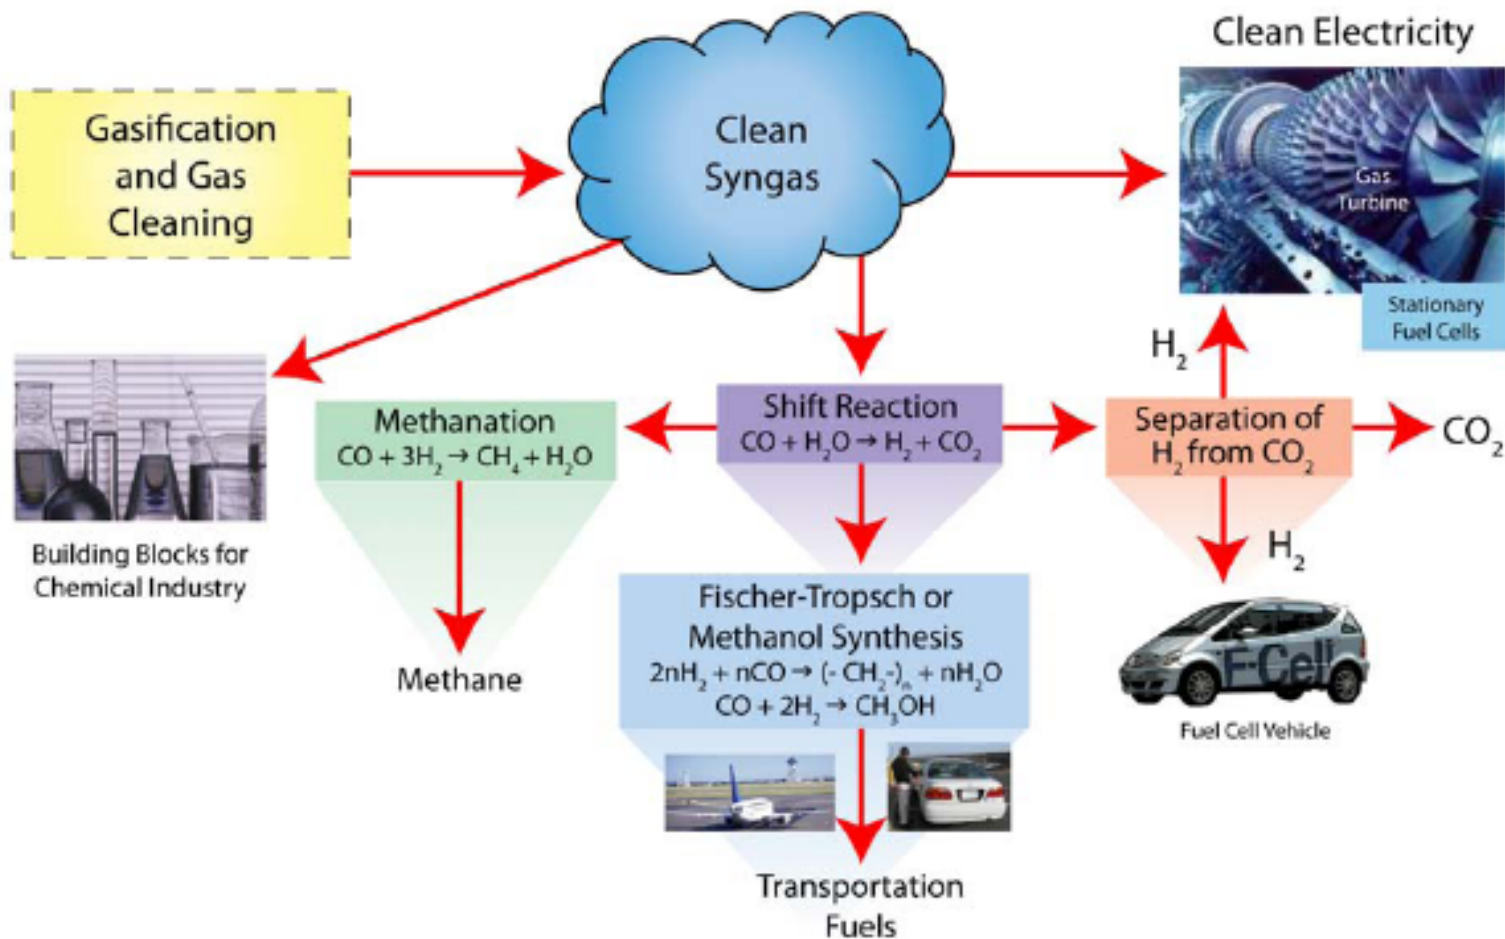 Clean Electricity
Gasification
and Gas
Cleaning
Clean
Syngas
Gas
Turbine
Stationary
Fuel Cells
H₂
Methanation
CO + 3H₂ → CH₄ + H₂O
Shift Reaction
CO + H₂O → H₂ + CO₂
Separation of
H₂ from CO₂
CO₂
Building Blocks for
Chemical Industry
H₂
Methane
Fischer-Tropsch or
Methanol Synthesis
2nH₂ + nCO → (- CH₂-)ₙ + nH₂O
CO + 2H₂ → CH₃OH
F-Cell
Fuel Cell Vehicle
Transportation
Fuels